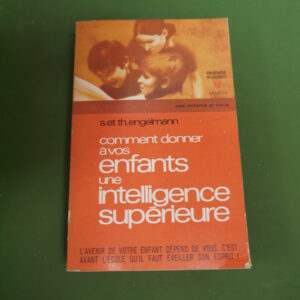 nos enfants et nous
s.et th.engelmann
comment donner
à vos
enfants
une
intelligence
supérieure
L'AVENIR DE VOTRE ENFANT DÉPEND DE VOUS. C'EST
AVANT L'ÉCOLE QU'IL FAUT ÉVEILLER SON ESPRIT!